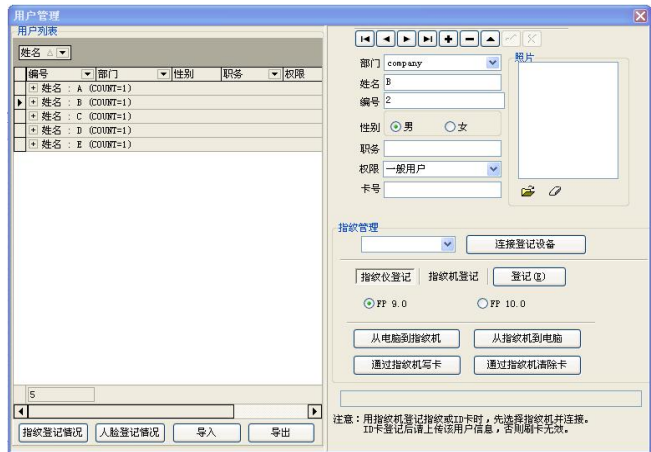 用户管理
用户列表
姓名
编号 部门 性别 职务 权限
姓名 : A (COUNT=1)
姓名 : B (COUNT=1)
姓名 : C (COUNT=1)
姓名 : D (COUNT=1)
姓名 : E (COUNT=1)
5
指纹登记情况 人脸登记情况 导入 导出
部门 company
姓名 B
编号 2
性别 男 女
职务
权限 一般用户
卡号
照片
指纹管理
连接登记设备
指纹仪登记 指纹机登记 登记(E)
FP 9.0 FP 10.0
从电脑到指纹机 从指纹机到电脑
通过指纹机写卡 通过指纹机清除卡
注意：用指纹机登记指纹或ID卡时，先选择指纹机并连接。
ID卡登记后请上传该用户信息，否则刷卡无效。